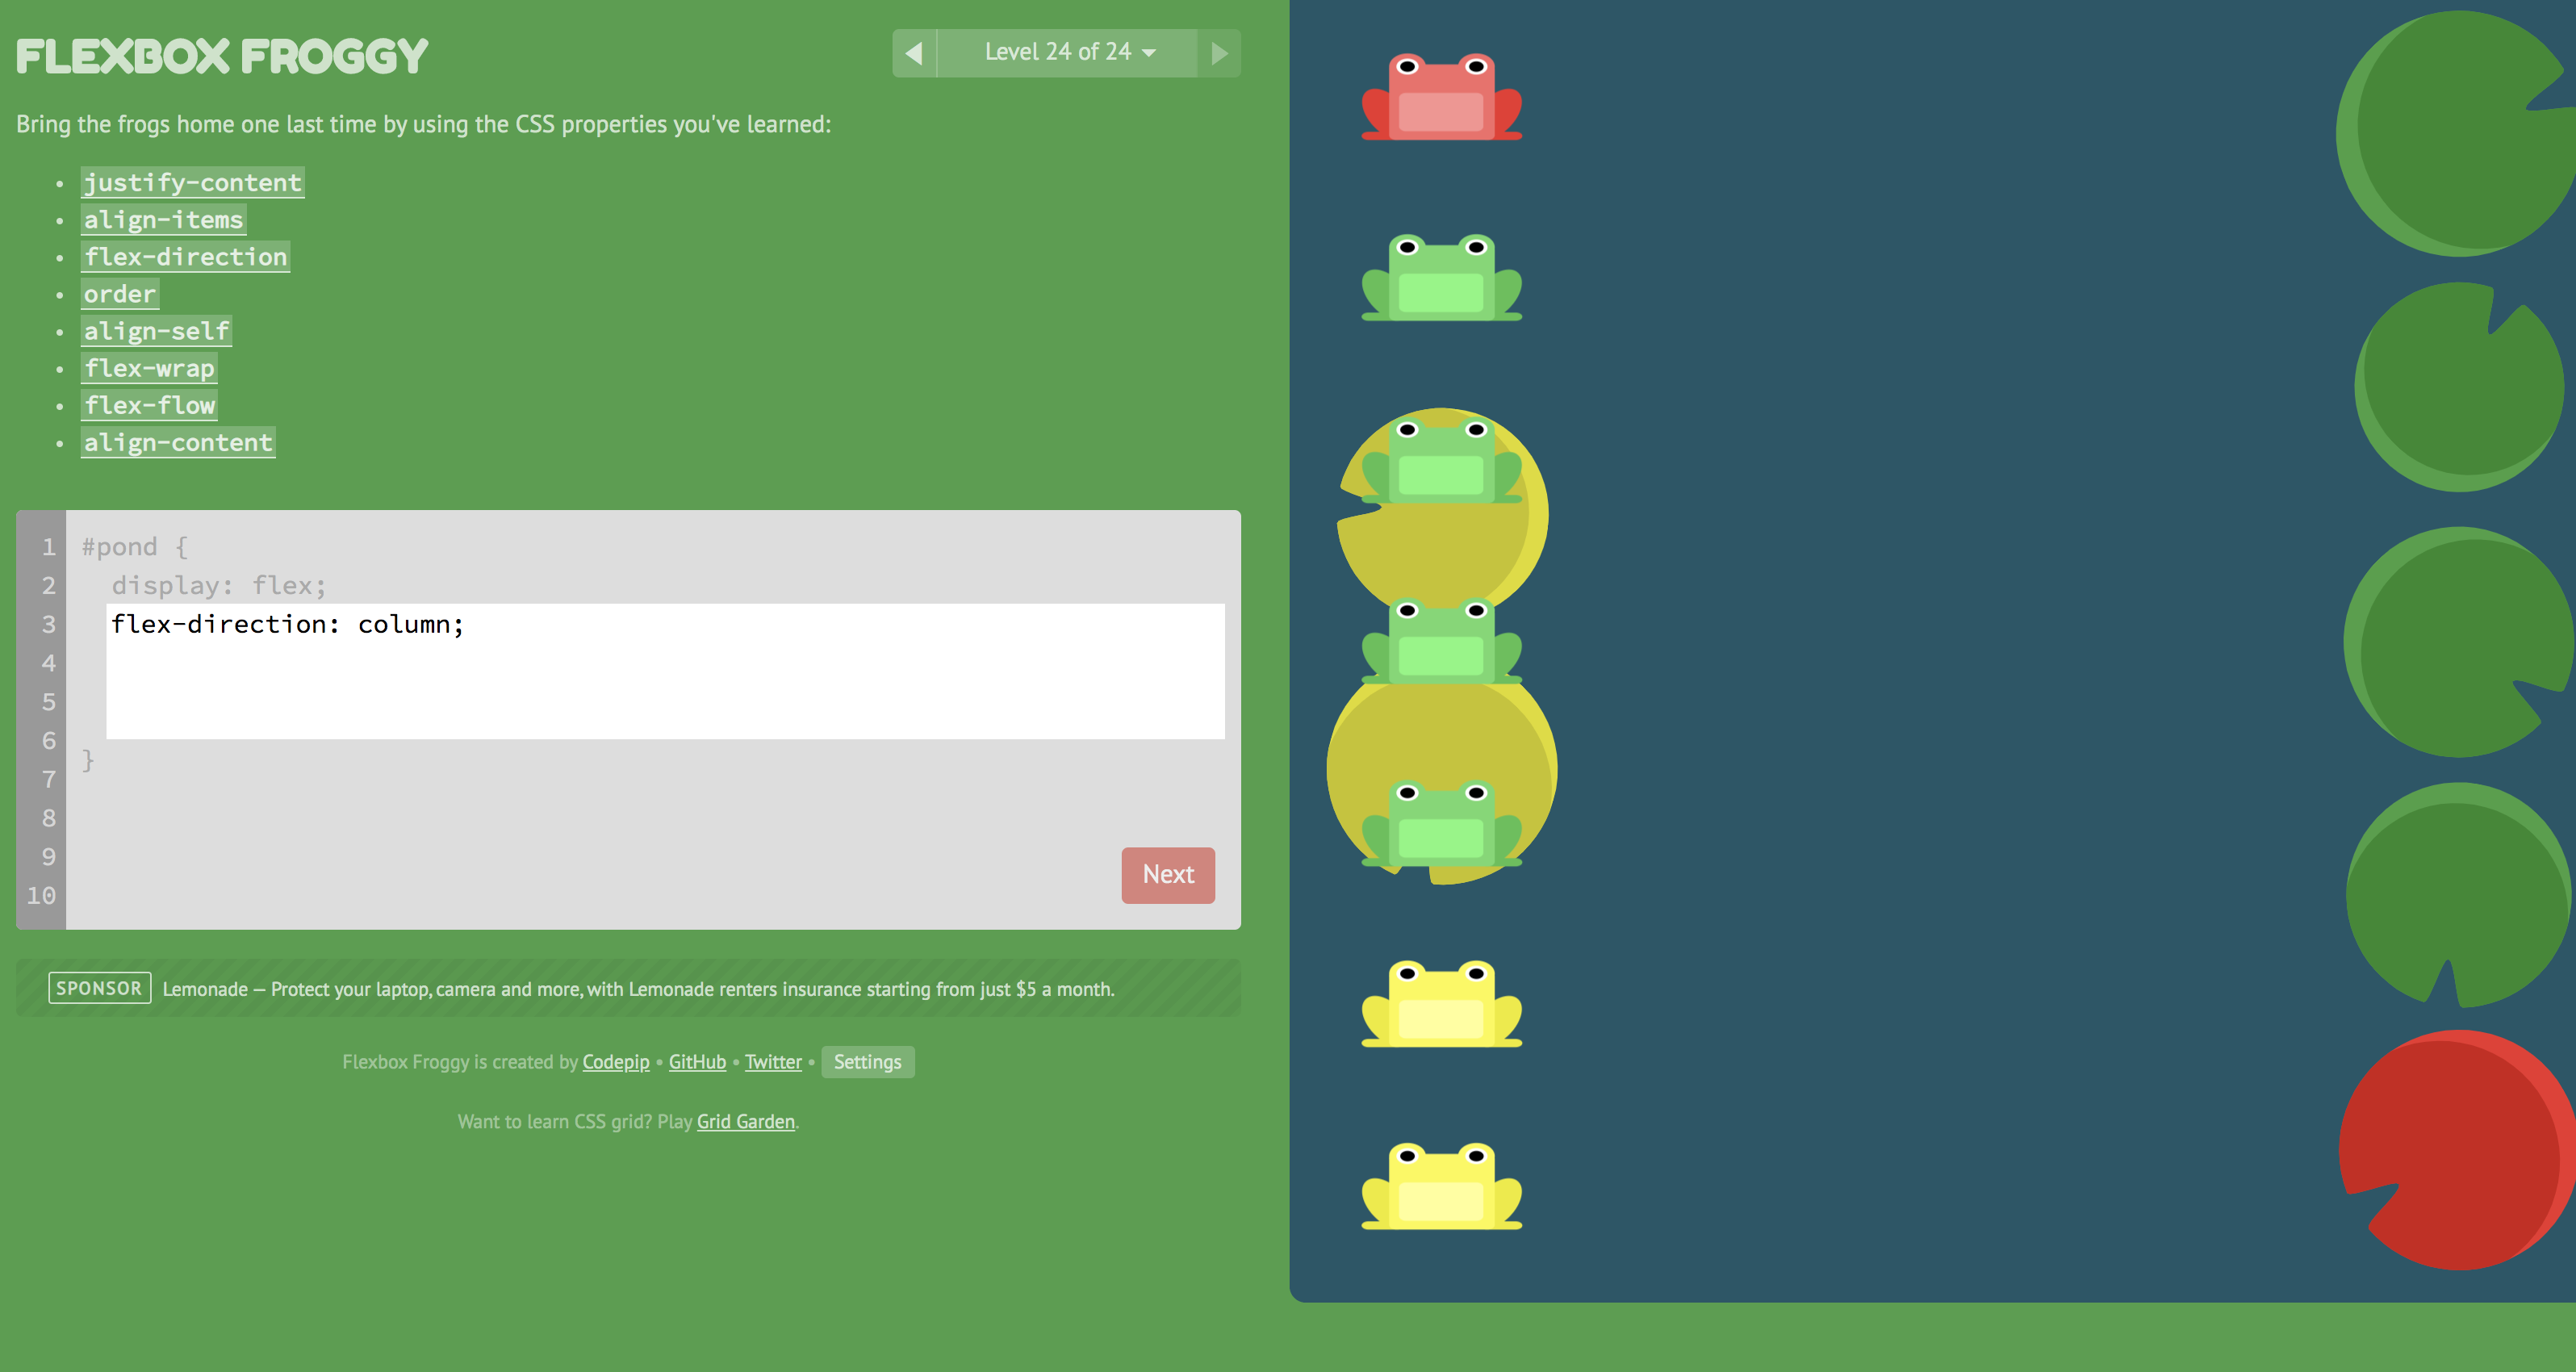 FLEXBOX FROGGY
Level 24 of 24
Bring the frogs home one last time by using the CSS properties you've learned:
• justify-content
• align-items
• flex-direction
• order
• align-self
• flex-wrap
• flex-flow
• align-content
1 #pond {
2 display: flex;
3 flex-direction: column;
4
5
6 }
7
8
9
10
Next
SPONSOR Lemonade — Protect your laptop, camera and more, with Lemonade renters insurance starting from just $5 a month.
Flexbox Froggy is created by Codepip • GitHub • Twitter • Settings
Want to learn CSS grid? Play Grid Garden.